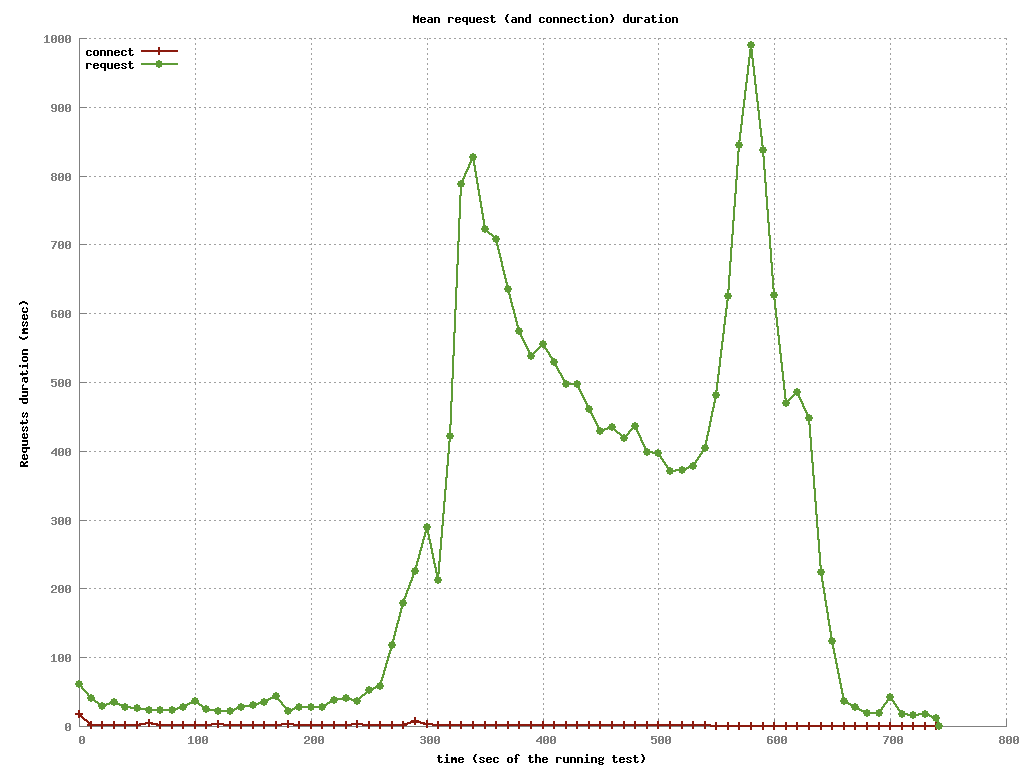 Mean request (and connection) duration
connect
request
1000
900
800
700
600
500
400
300
200
100
0
Requests duration (msec)
0 100 200 300 400 500 600 700 800
time (sec of the running test)